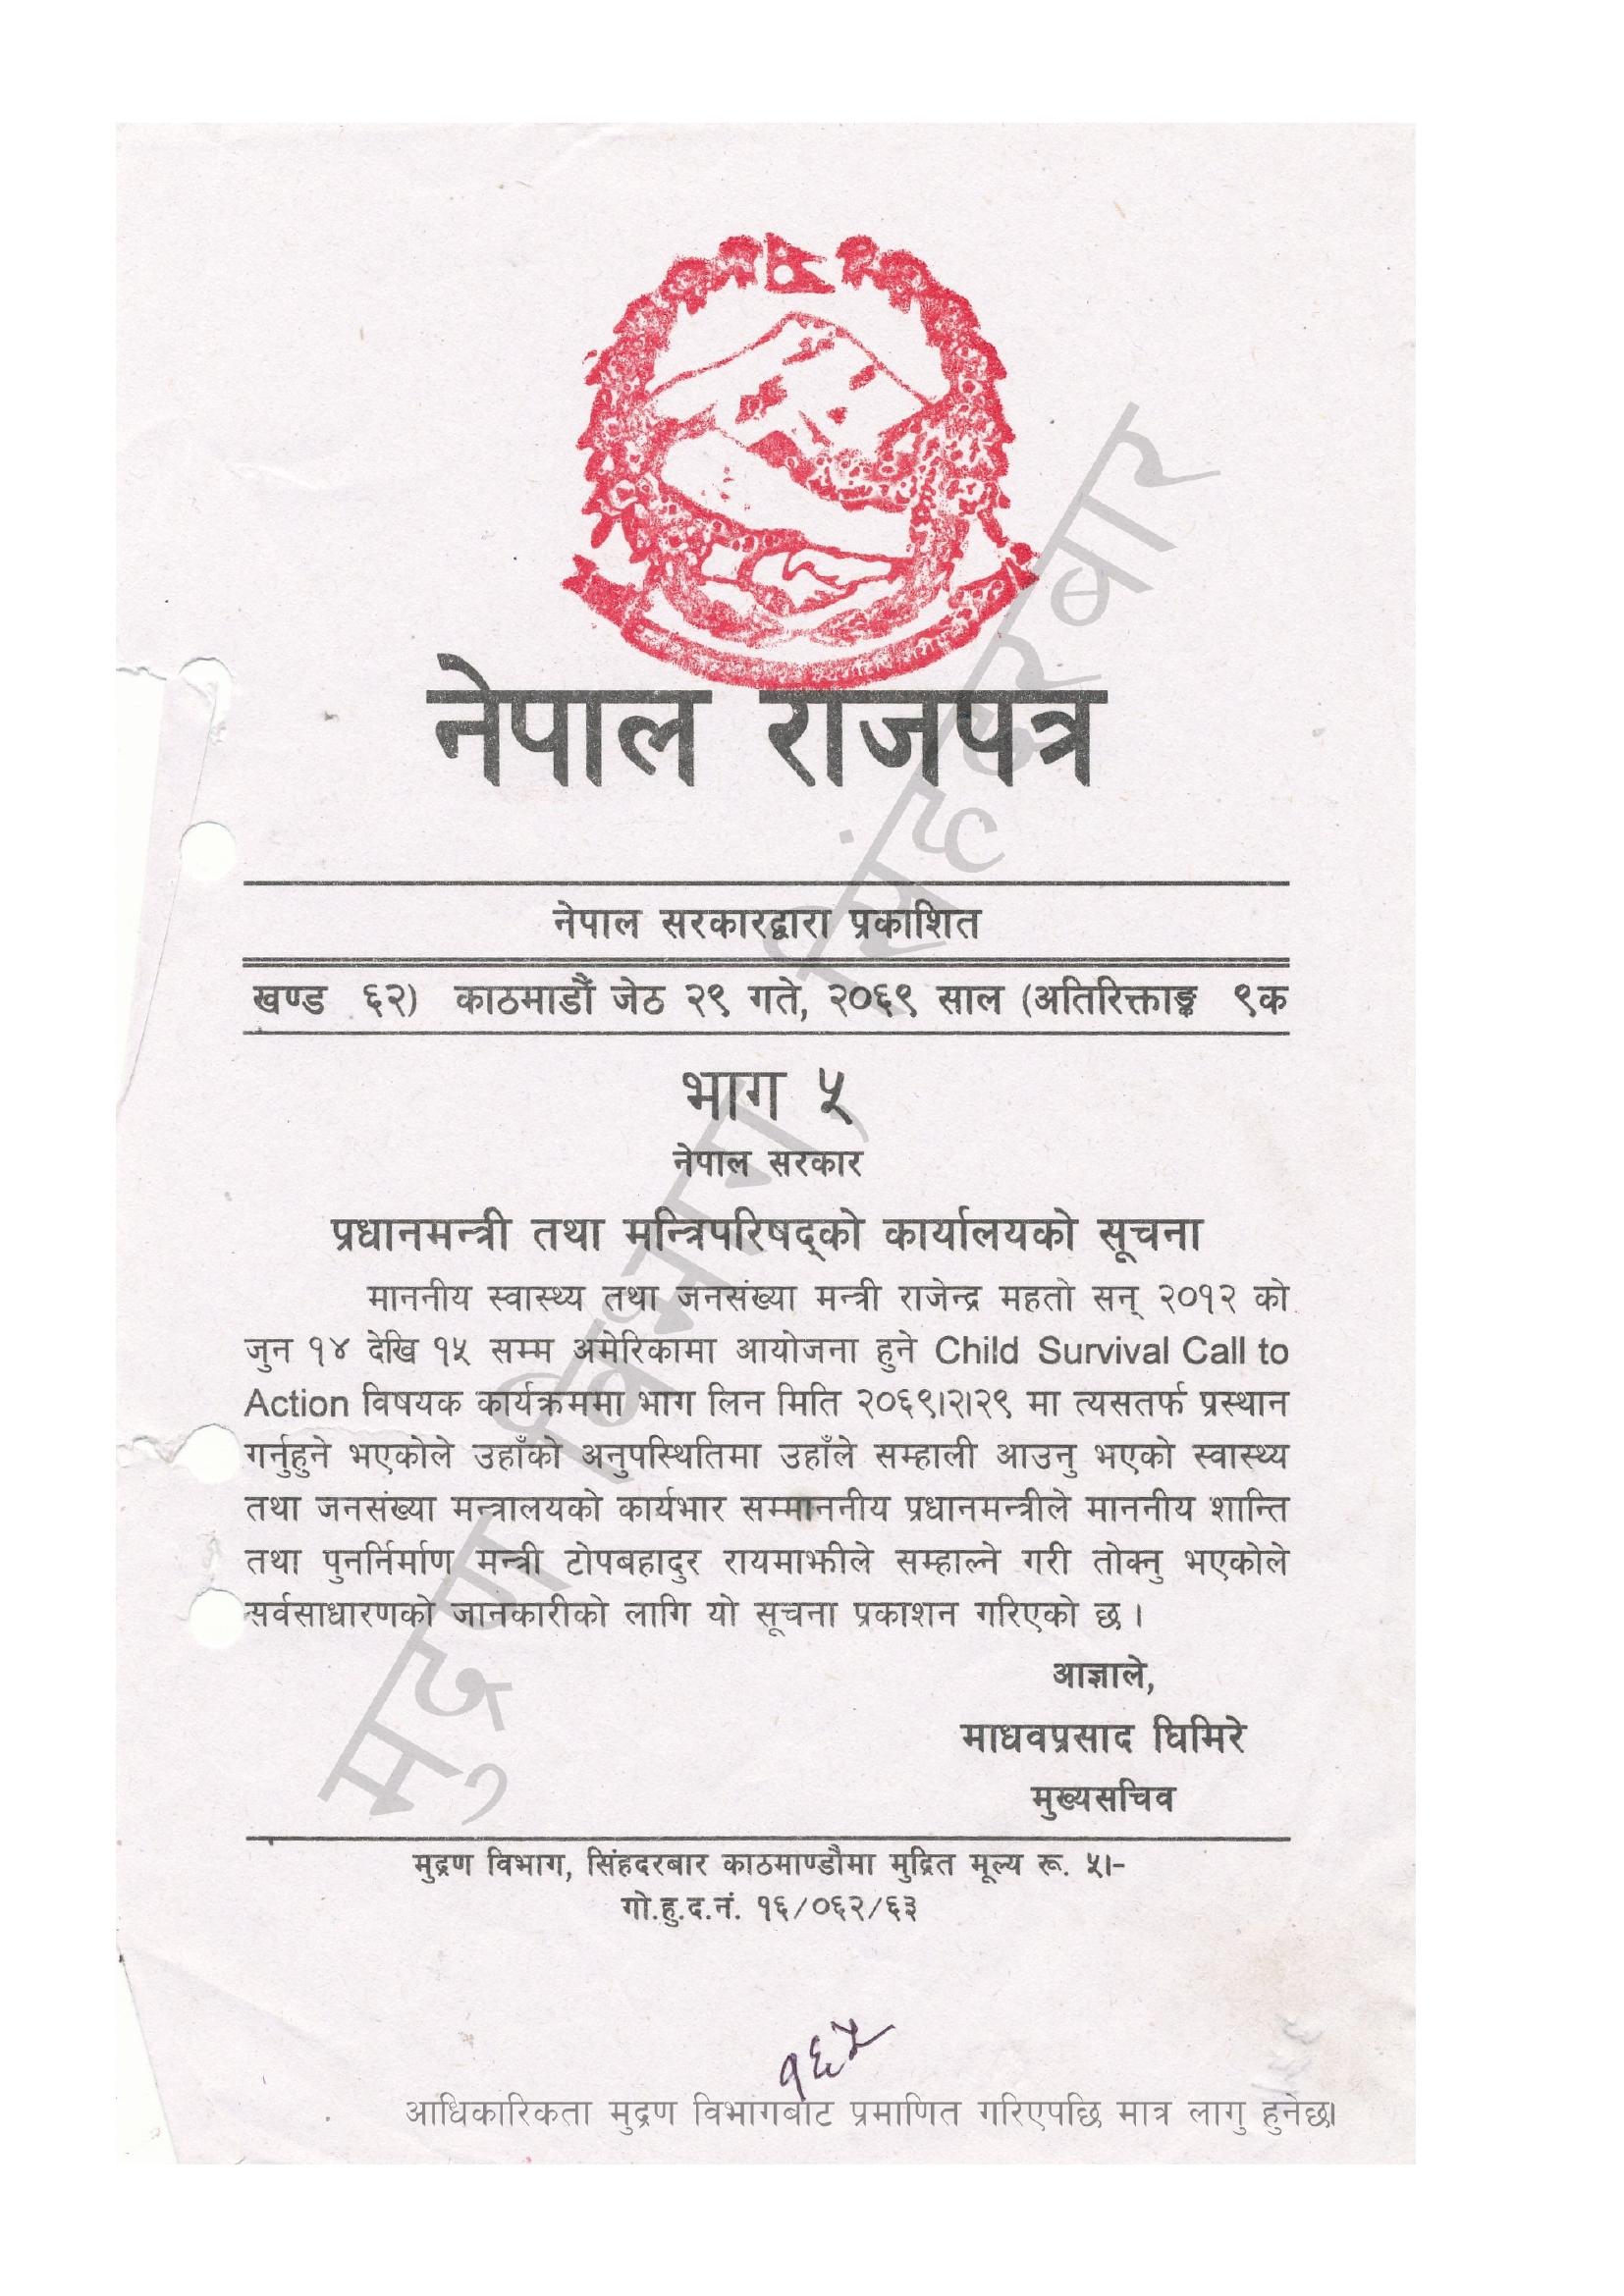 नेपाल राजपत्र
नेपाल सरकारद्वारा प्रकाशित
खण्ड ६२) काठमाडौं जेठ २९ गते, २०६९ साल (अतिरिक्ताङ्क ९क
भाग ५
नेपाल सरकार
प्रधानमन्त्री तथा मन्त्रिपरिषद्को कार्यालयको सूचना
माननीय स्वास्थ्य तथा जनसंख्या मन्त्री राजेन्द्र महतो सन् २०१२ को
जुन १४ देखि १५ सम्म अमेरिकामा आयोजना हुने Child Survival Call to
Action विषयक कार्यक्रममा भाग लिन मिति २०६९।२।२९ मा त्यसतर्फ प्रस्थान
गर्नुहुने भएकोले उहाँको अनुपस्थितिमा उहाँले सम्हाली आउनु भएको स्वास्थ्य
तथा जनसंख्या मन्त्रालयको कार्यभार सम्माननीय प्रधानमन्त्रीले माननीय शान्ति
तथा पुनर्निर्माण मन्त्री टोपबहादुर रायमाझीले सम्हाल्ने गरी तोक्नु भएकोले
सर्वसाधारणको जानकारीको लागि यो सूचना प्रकाशन गरिएको छ ।
आज्ञाले,
माधवप्रसाद घिमिरे
मुख्यसचिव
मुद्रण विभाग, सिंहदरबार काठमाण्डौमा मुद्रित मूल्य रू. ५।-
गो.हु.द.नं. १६/०६२/६३
१६५
आधिकारिकता मुद्रण विभागबाट प्रमाणित गरिएपछि मात्र लागु हुनेछ।
मुद्रण विभाग, सिंहदरबार